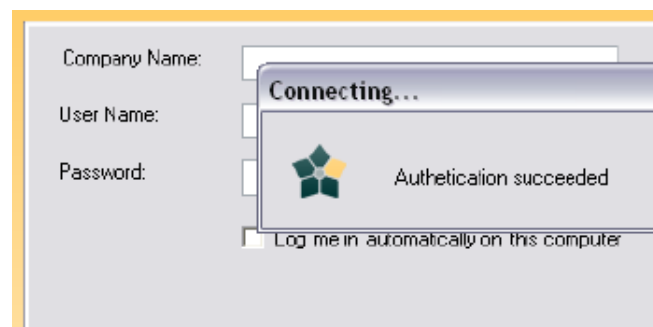 Company Name:
Connecting...
User Name:
Password:
Authetication succeeded
Log me in automatically on this computer